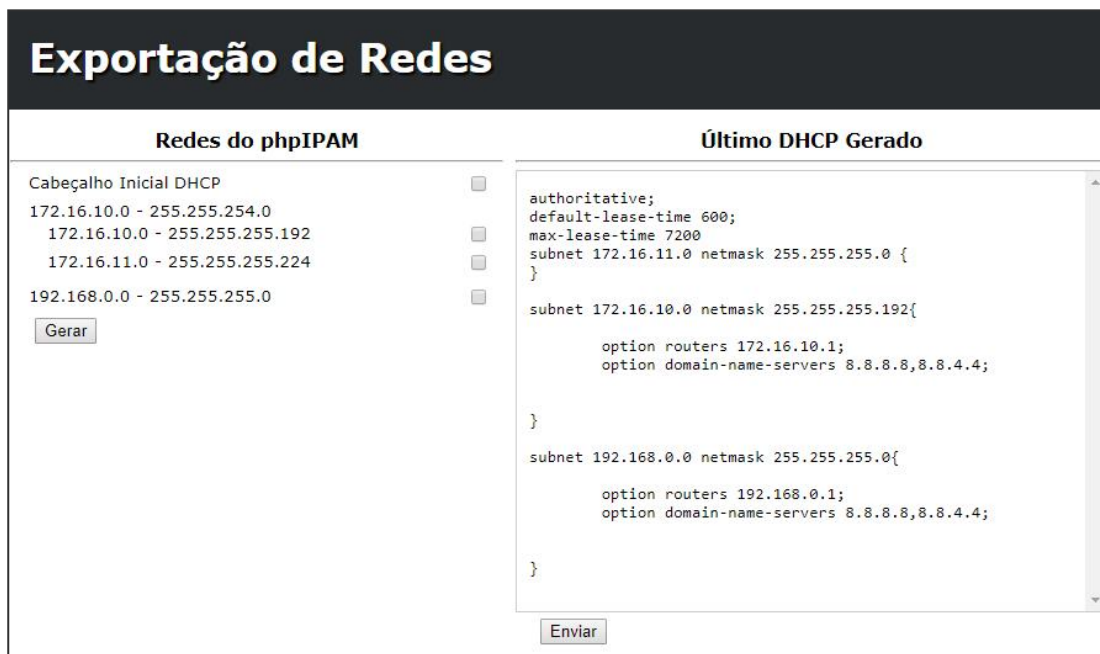 Exportação de Redes
Redes do phpIPAM
Cabeçalho Inicial DHCP
172.16.10.0 - 255.255.254.0
172.16.10.0 - 255.255.255.192
172.16.11.0 - 255.255.255.224
192.168.0.0 - 255.255.255.0
Gerar
Último DHCP Gerado
authoritative;
default-lease-time 600;
max-lease-time 7200
subnet 172.16.11.0 netmask 255.255.255.0 {
}
subnet 172.16.10.0 netmask 255.255.255.192{
option routers 172.16.10.1;
option domain-name-servers 8.8.8.8,8.8.4.4;
}
subnet 192.168.0.0 netmask 255.255.255.0{
option routers 192.168.0.1;
option domain-name-servers 8.8.8.8,8.8.4.4;
}
Enviar